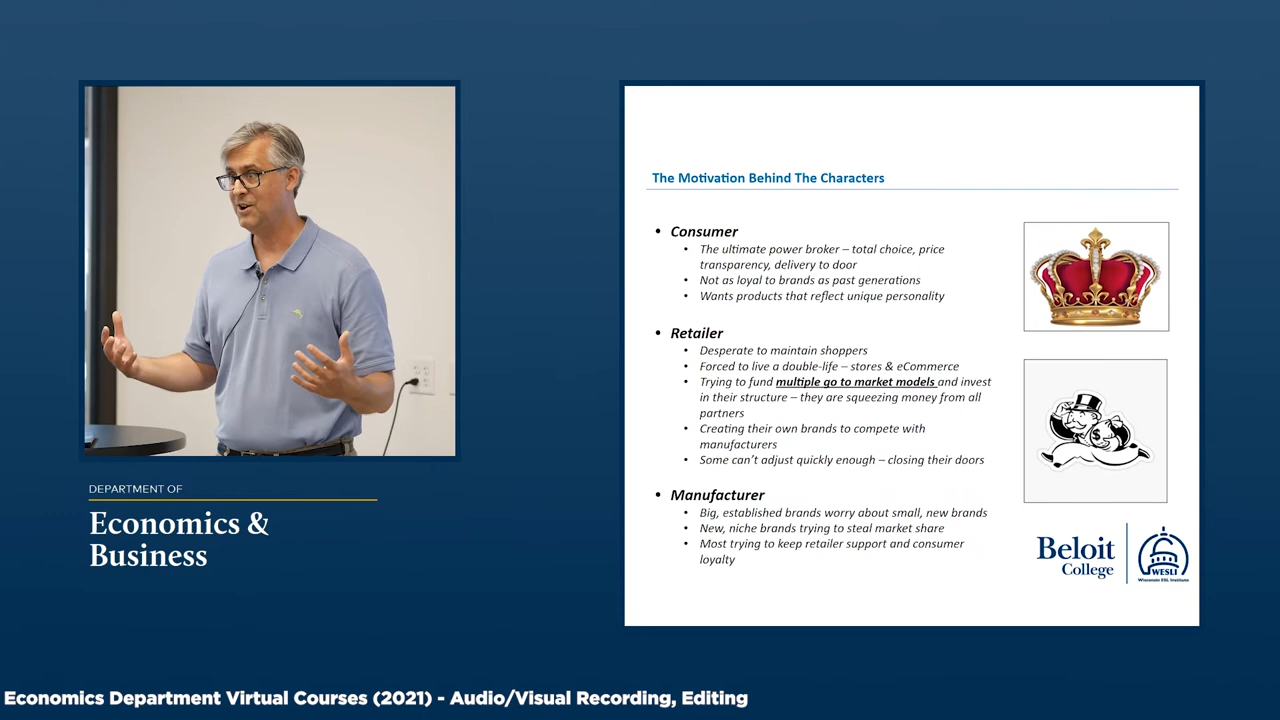 The Motivation Behind The Characters
• Consumer
• The ultimate power broker – total choice, price
transparency, delivery to door
• Not as loyal to brands as past generations
• Wants products that reflect unique personality
• Retailer
• Desperate to maintain shoppers
• Forced to live a double-life – stores & eCommerce
• Trying to fund multiple go to market models and invest
in their structure – they are squeezing money from all
partners
• Creating their own brands to compete with
manufacturers
• Some can’t adjust quickly enough – closing their doors
• Manufacturer
• Big, established brands worry about small, new brands
• New, niche brands trying to steal market share
• Most trying to keep retailer support and consumer
loyalty
$
Beloit
College
WESLI
Wisconsin ESL Institute
DEPARTMENT OF
Economics &
Business
Economics Department Virtual Courses (2021) - Audio/Visual Recording, Editing